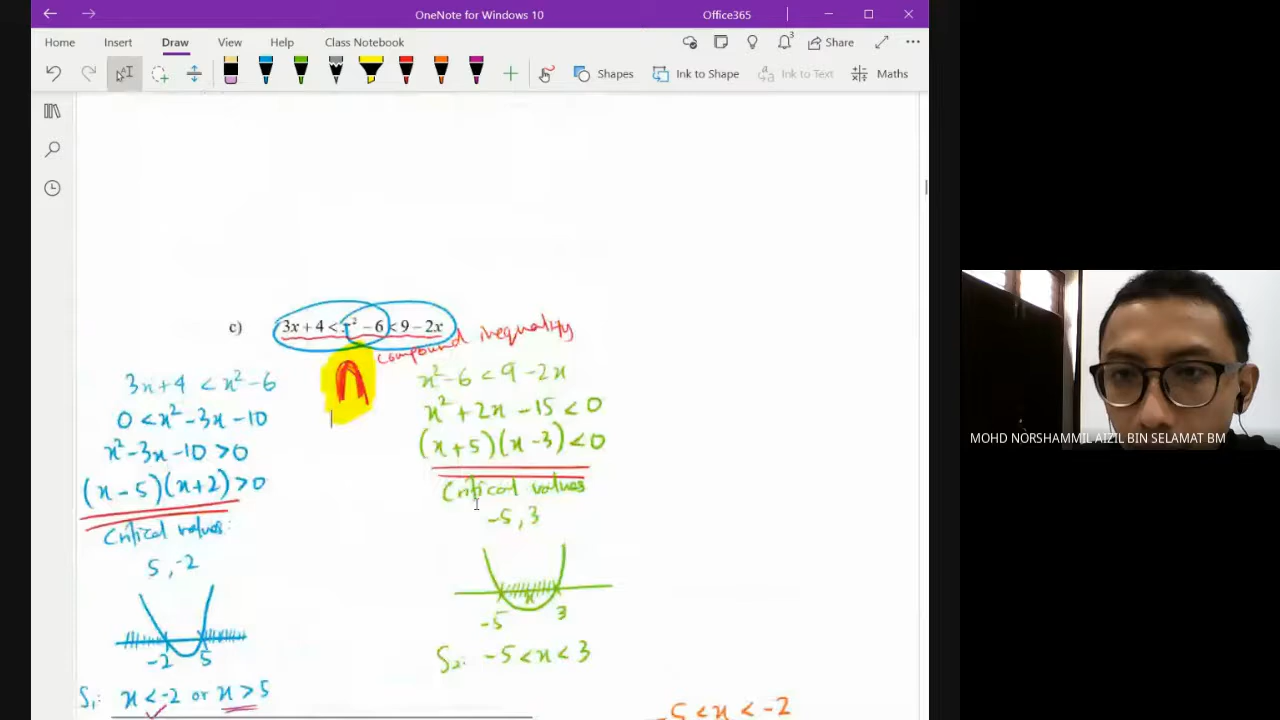 OneNote for Windows 10
Office365
Home
Insert
Draw
View
Help
Class Notebook
3
Share
Shapes
Ink to Shape
Ink to Text
Maths
c) 3x + 4 < x² − 6 < 9 − 2x
compound inequality
∩
3x+4 < x²-6
0 < x²-3x-10
x²-3x-10 > 0
(x-5)(x+2) > 0
Critical values:
5, -2
-2 5
S₁: x < -2 or x > 5
x²-6 < 9-2x
x²+2x-15 < 0
(x+5)(x-3) < 0
Critical values
-5, 3
-5 3
S₂: -5 < x < 3
-5 < x < -2
MOHD NORSHAMMIL AIZIL BIN SELAMAT BM